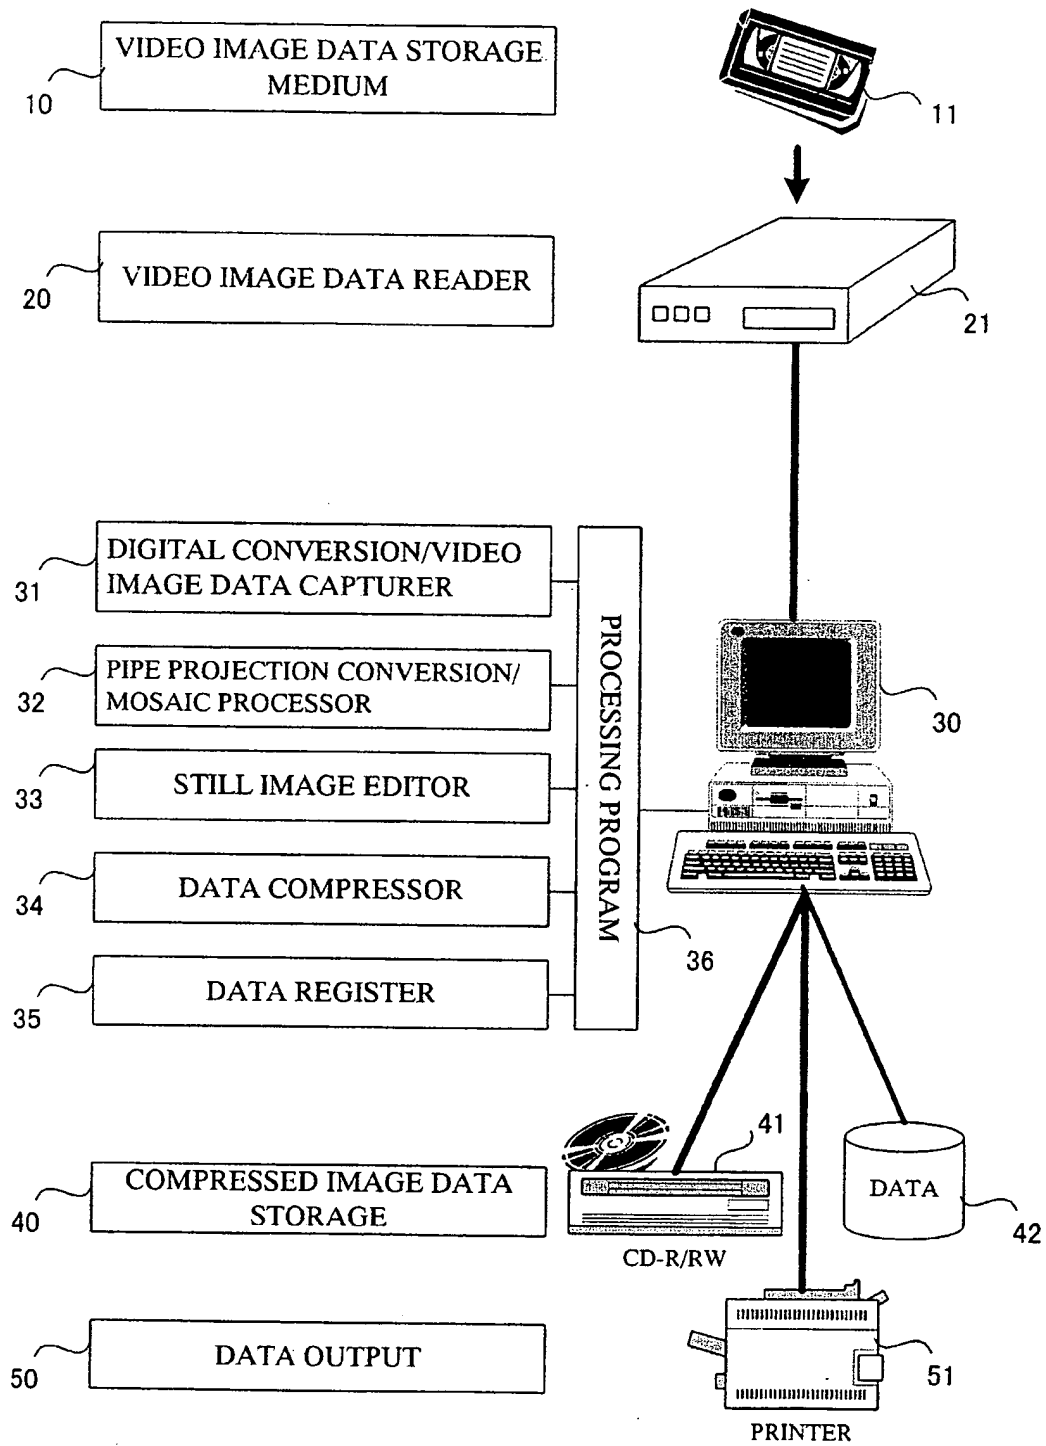 VIDEO IMAGE DATA STORAGE
MEDIUM
10
11
VIDEO IMAGE DATA READER
20
21
DIGITAL CONVERSION/VIDEO
IMAGE DATA CAPTURER
31
PIPE PROJECTION CONVERSION/
MOSAIC PROCESSOR
32
STILL IMAGE EDITOR
33
DATA COMPRESSOR
34
DATA REGISTER
35
PROCESSING PROGRAM
36
30
COMPRESSED IMAGE DATA
STORAGE
40
41
CD-R/RW
DATA
42
DATA OUTPUT
50
51
PRINTER